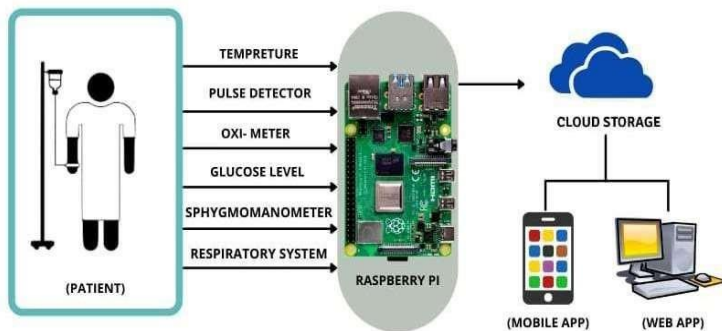 TEMPRETURE
PULSE DETECTOR
OXI- METER
GLUCOSE LEVEL
SPHYGMOMANOMETER
RESPIRATORY SYSTEM
(PATIENT)
HDMI
RASPBERRY PI
CLOUD STORAGE
(MOBILE APP)
(WEB APP)